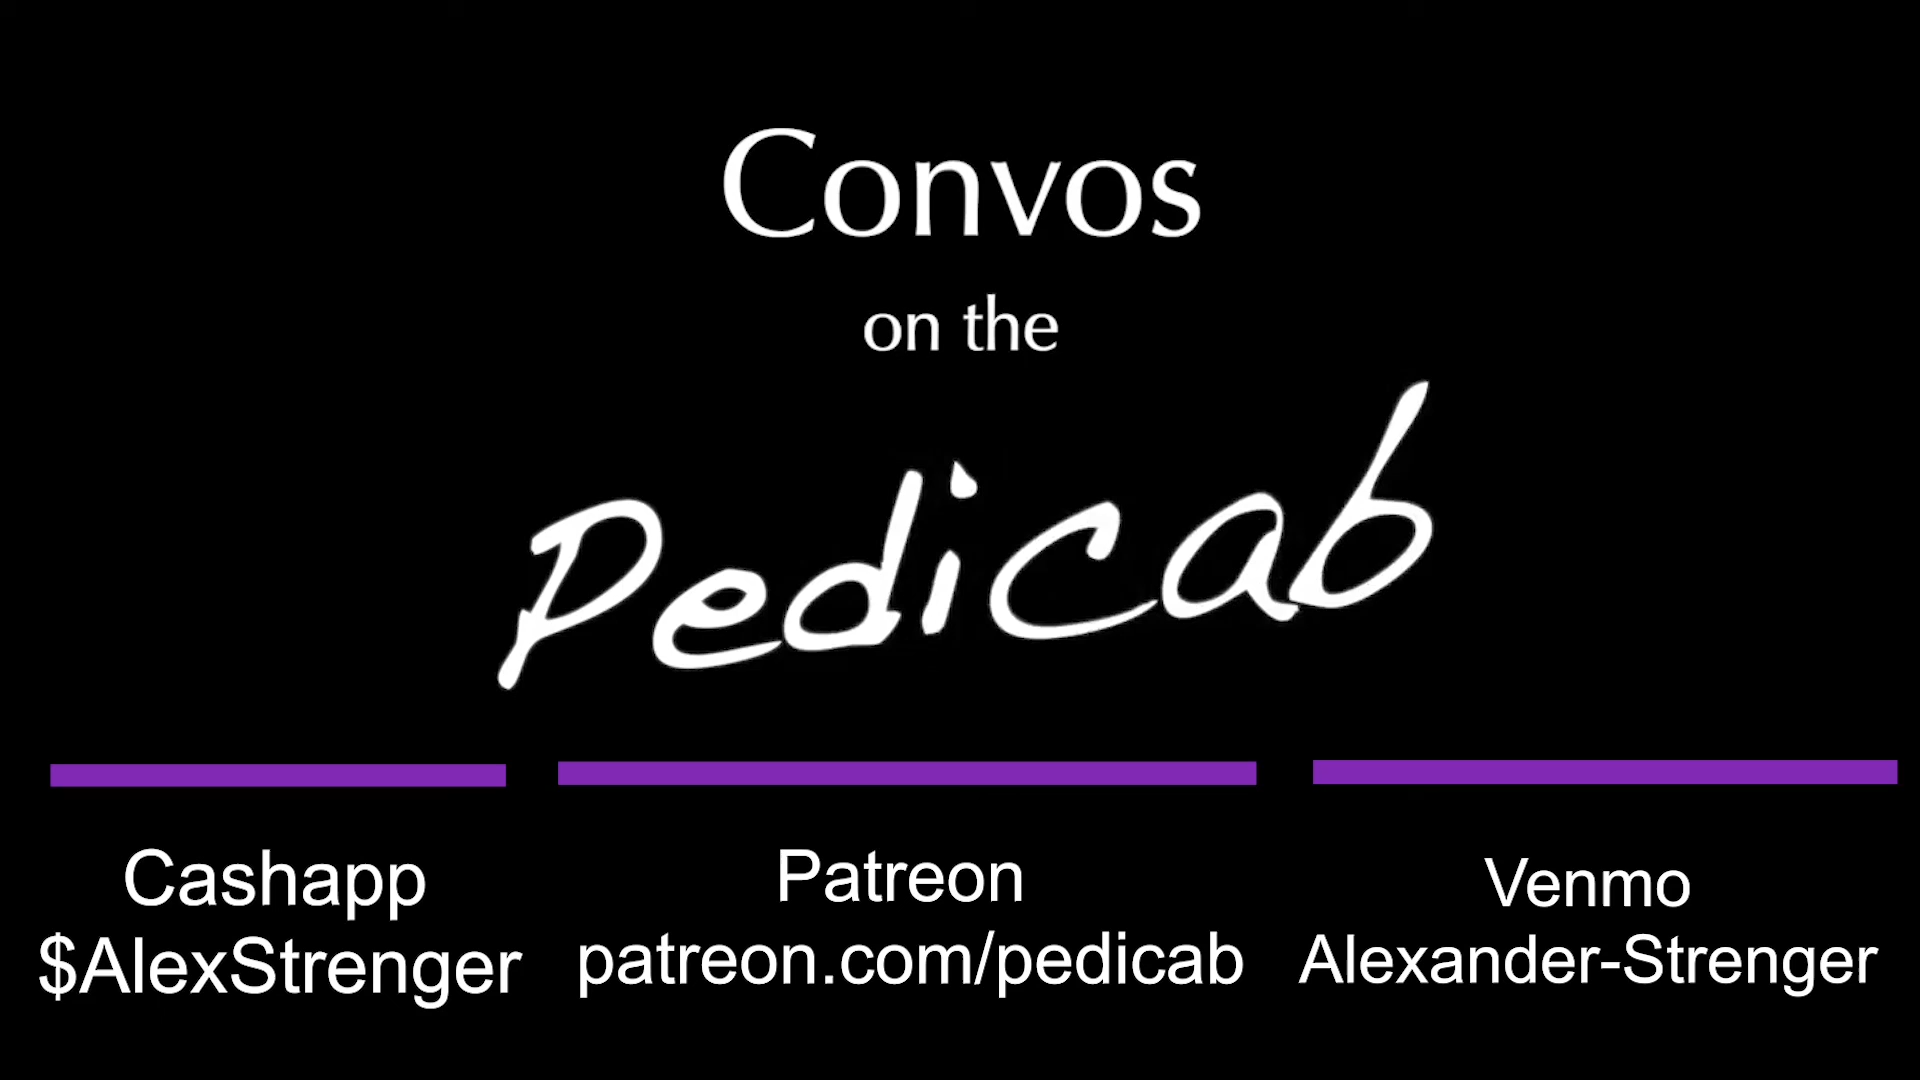 Convos
on the
Pedicab
Cashapp
$AlexStrenger
Patreon
patreon.com/pedicab
Venmo
Alexander-Strenger